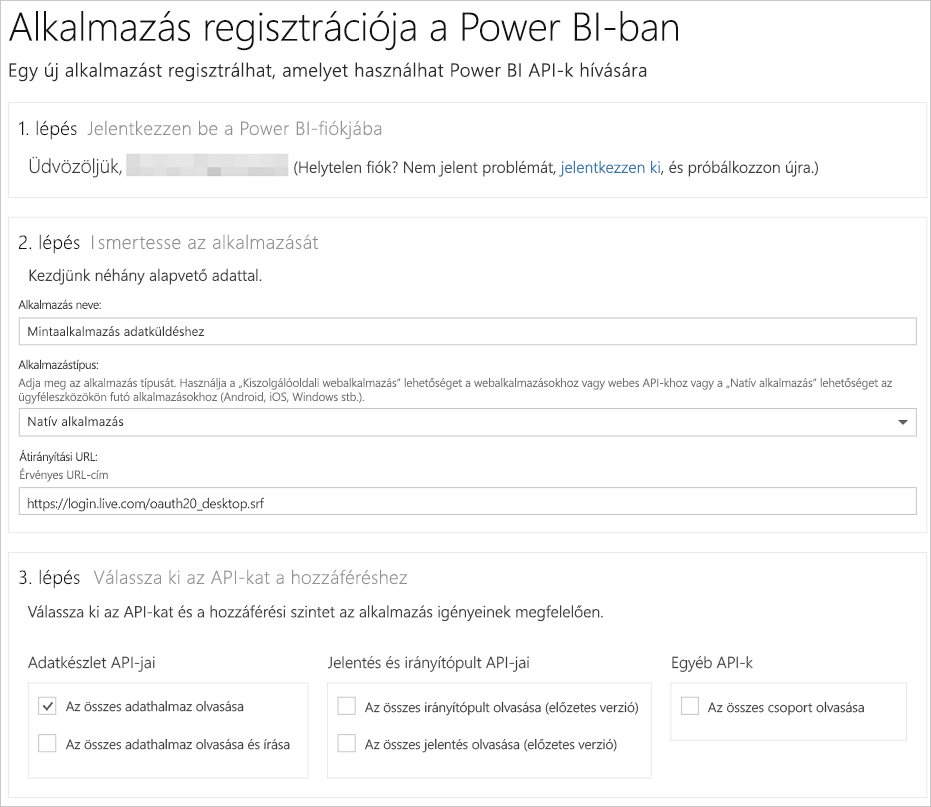 Alkalmazás regisztrációja a Power BI-ban
Egy új alkalmazást regisztrálhat, amelyet használhat Power BI API-k hívására
1. lépés Jelentkezzen be a Power BI-fiókjába
Üdvözöljük, (Helytelen fiók? Nem jelent problémát, jelentkezzen ki, és próbálkozzon újra.)
2. lépés Ismertesse az alkalmazását
Kezdjünk néhány alapvető adattal.
Alkalmazás neve:
Mintaalkalmazás adatküldéshez
Alkalmazástípus:
Adja meg az alkalmazás típusát. Használja a „Kiszolgálóoldali webalkalmazás” lehetőséget a webalkalmazásokhoz vagy webes API-khoz vagy a „Natív alkalmazás” lehetőséget az
ügyféleszközökön futó alkalmazásokhoz (Android, iOS, Windows stb.).
Natív alkalmazás
Átirányítási URL:
Érvényes URL-cím
https://login.live.com/oauth20_desktop.srf
3. lépés Válassza ki az API-kat a hozzáféréshez
Válassza ki az API-kat és a hozzáférési szintet az alkalmazás igényeinek megfelelően.
Adatkészlet API-jai
Az összes adathalmaz olvasása
Az összes adathalmaz olvasása és írása
Jelentés és irányítópult API-jai
Az összes irányítópult olvasása (előzetes verzió)
Az összes jelentés olvasása (előzetes verzió)
Egyéb API-k
Az összes csoport olvasása